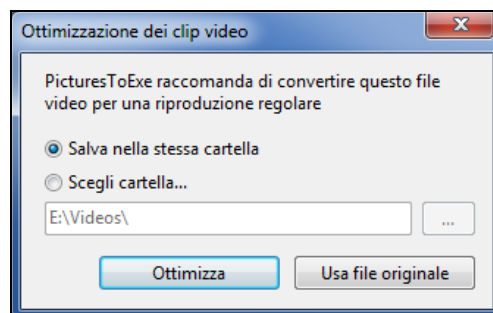 Ottimizzazione dei clip video
PicturesToExe raccomanda di convertire questo file
video per una riproduzione regolare
Salva nella stessa cartella
Scegli cartella...
E:\Videos\
...
Ottimizza
Usa file originale